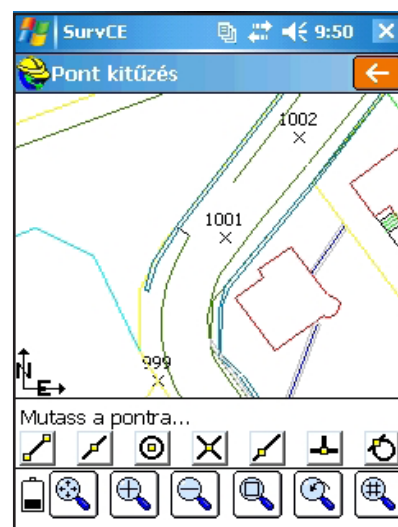 SurvCE 9:50
Pont kitűzés
1002
1001
999
N
E
Mutass a pontra...